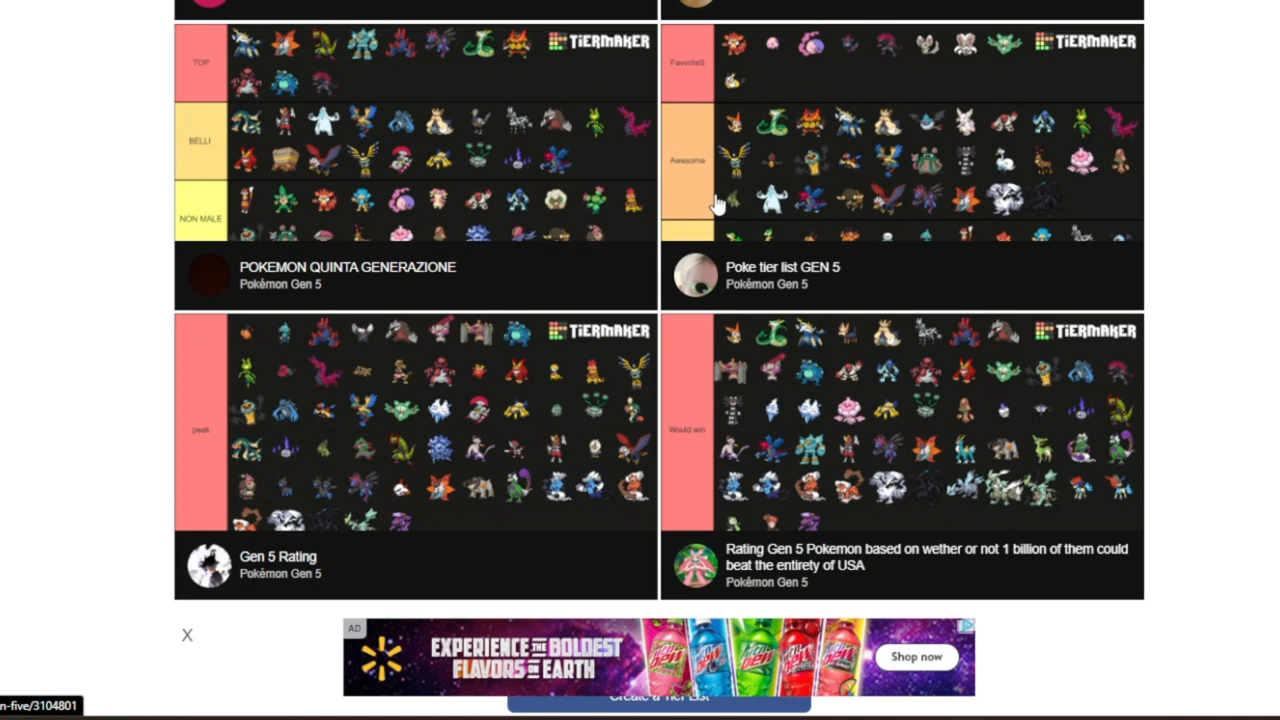 TOP
TiERMAKER
BELLI
NON MALE
POKEMON QUINTA GENERAZIONE
Pokémon Gen 5
FavoriteS
TiERMAKER
Awesome
Poke tier list GEN 5
Pokémon Gen 5
peak
TiERMAKER
Gen 5 Rating
Pokémon Gen 5
Would win
TiERMAKER
Rating Gen 5 Pokemon based on wether or not 1 billion of them could
beat the entirety of USA
Pokémon Gen 5
X
AD
EXPERIENCE THE BOLDEST
FLAVORS ON EARTH
Shop now
Create a Tier List
n-five/3104801